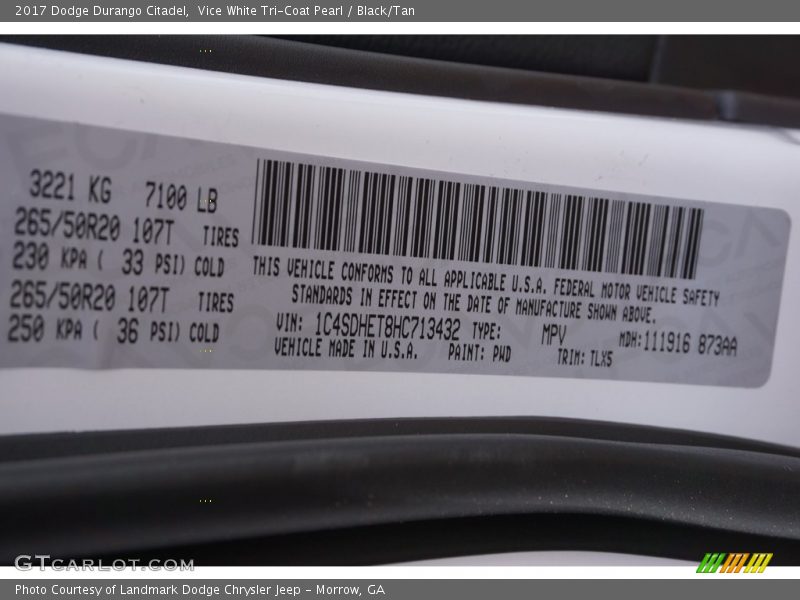 2017 Dodge Durango Citadel,  Vice White Tri-Coat Pearl / Black/Tan
3221 KG 7100 LB
265/50R20 107T TIRES
230 KPA ( 33 PSI) COLD
265/50R20 107T TIRES
250 KPA ( 36 PSI) COLD
THIS VEHICLE CONFORMS TO ALL APPLICABLE U.S.A. FEDERAL MOTOR VEHICLE SAFETY
STANDARDS IN EFFECT ON THE DATE OF MANUFACTURE SHOWN ABOVE.
VIN: 1C4SDHET8HC713432 TYPE: MPV MDH:111916 873AA
VEHICLE MADE IN U.S.A. PAINT: PWD TRIM: TLX5
GTCARLOT.COM
Photo Courtesy of Landmark Dodge Chrysler Jeep - Morrow, GA